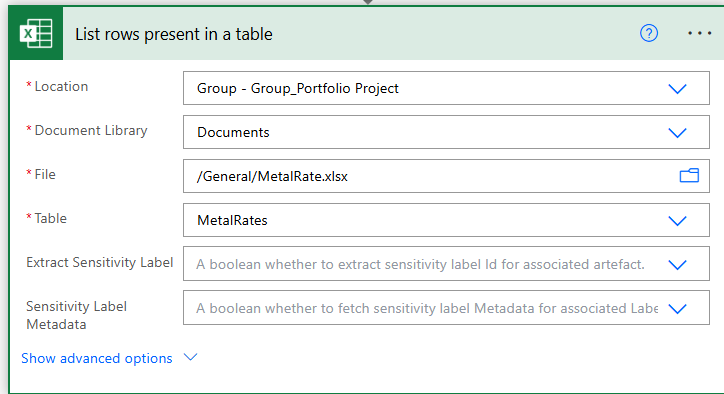 List rows present in a table
* Location
Group - Group_Portfolio Project
* Document Library
Documents
* File
/General/MetalRate.xlsx
* Table
MetalRates
Extract Sensitivity Label
A boolean whether to extract sensitivity label Id for associated artefact.
Sensitivity Label
Metadata
A boolean whether to fetch sensitivity label Metadata for associated Labe
Show advanced options